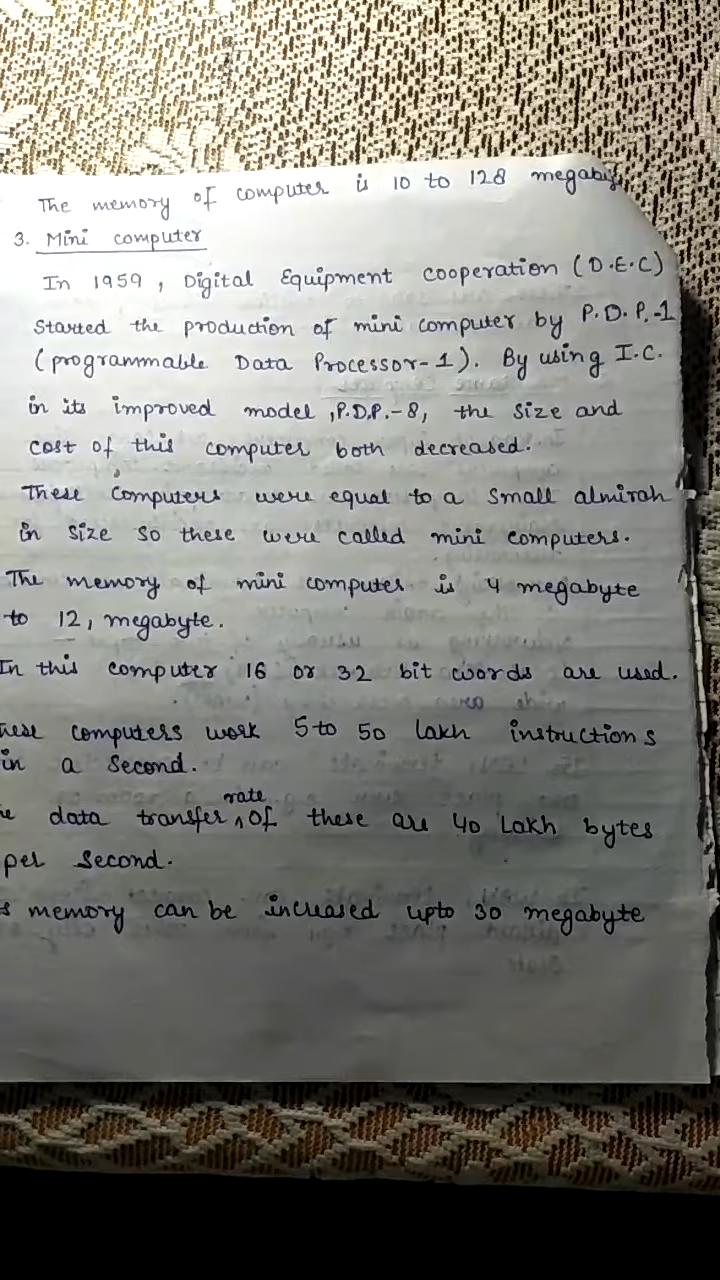 The memory of computer is 10 to 128 megaby
3. Mini computer
In 1959, Digital Equipment cooperation (D.E.C)
Started the production of mini computer by P.D.P.-1
(programmable Data Processor-1). By using I.C.
in its improved model, P.D.P.-8, the size and
cost of this computer both decreased.
These computers were equal to a small almirah
in size so these were called mini computers.
The memory of mini computer is 4 megabyte
to 12, megabyte.
In this computer 16 or 32 bit words are used.
hese computers work 5 to 50 lakh instructions
in a second.
e data transfer rate of these are 40 Lakh bytes
per second.
s memory can be increased upto 30 megabyte